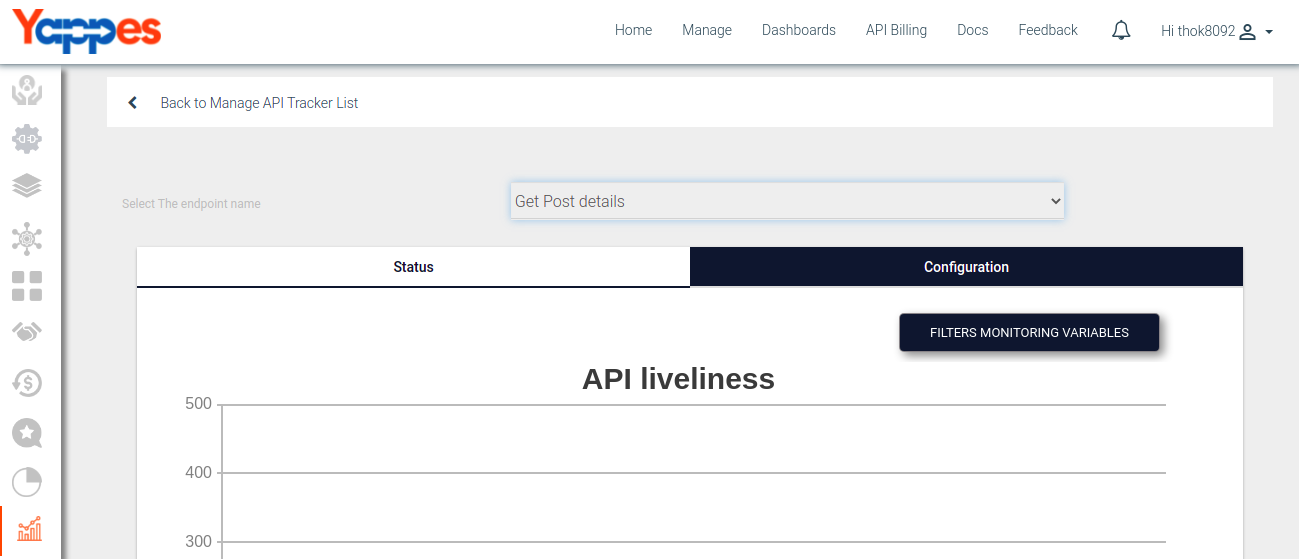 Yappes
Home Manage Dashboards API Billing Docs Feedback Hi thok8092
Back to Manage API Tracker List
Select The endpoint name
Get Post details
Status Configuration
FILTERS MONITORING VARIABLES
API liveliness
500
400
300